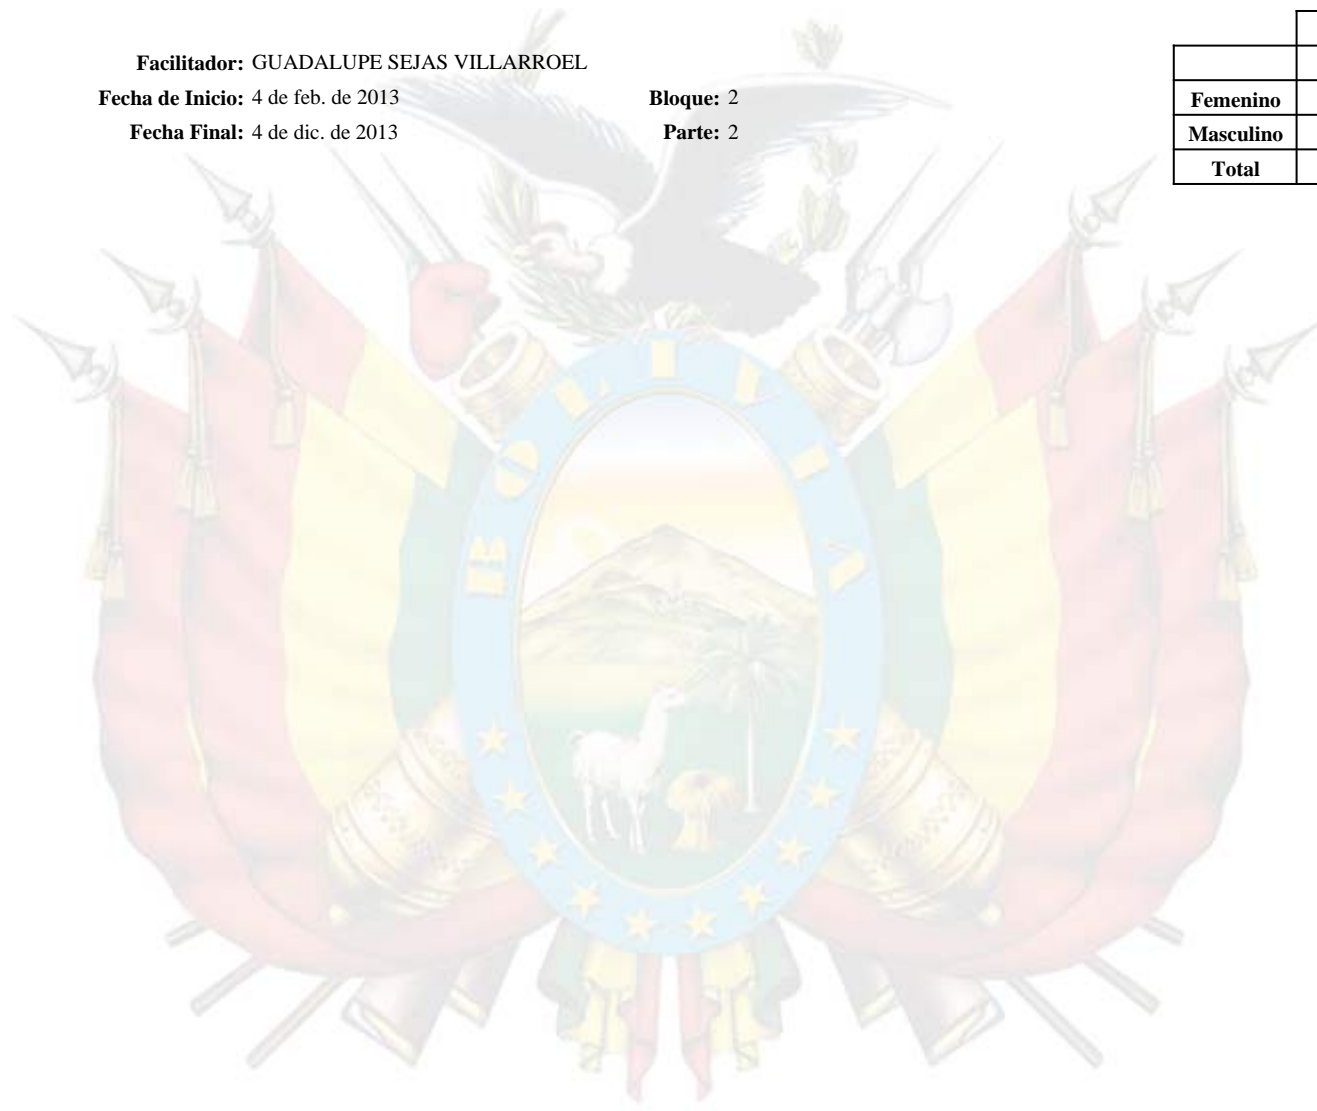 Facilitador: GUADALUPE SEJAS VILLARROEL
Fecha de Inicio: 4 de feb. de 2013 Bloque: 2
Fecha Final: 4 de dic. de 2013 Parte: 2
Femenino
Masculino
Total
BOLIVIA